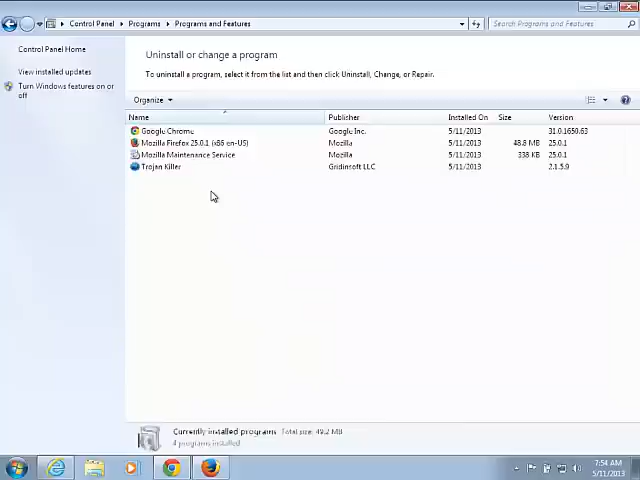 Control Panel ▸ Programs ▸ Programs and Features
Search Programs and Features
Control Panel Home
View installed updates
Turn Windows features on or
off
Uninstall or change a program
To uninstall a program, select it from the list and then click Uninstall, Change, or Repair.
Organize
Name Publisher Installed On Size Version
Google Chrome Google Inc. 5/11/2013 31.0.1650.63
Mozilla Firefox 25.0.1 (x86 en-US) Mozilla 5/11/2013 48.8 MB 25.0.1
Mozilla Maintenance Service Mozilla 5/11/2013 338 KB 25.0.1
Trojan Killer Gridinsoft LLC 5/11/2013 2.1.5.9
Currently installed programs Total size: 49.2 MB
4 programs installed
7:54 AM
5/11/2013